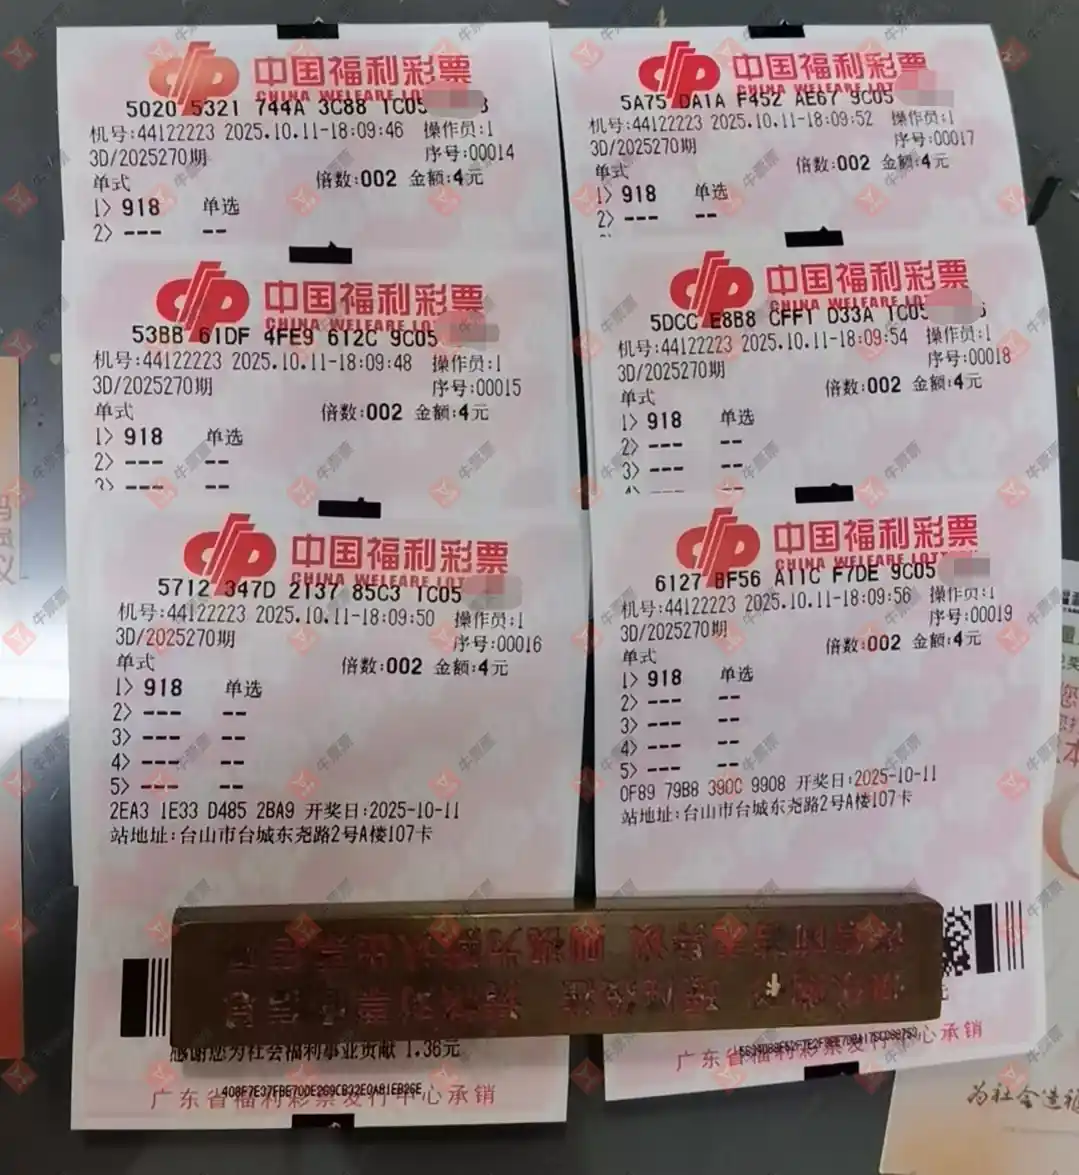 中国福利彩票
CHINA WELFARE LOT
5020 5321 744A 3C88 TC05
机号:44122223 2025.10.11-18:09:46 操作员:1
3D/2025270期 序号:00014
单式 倍数:002 金额:4元
1> 918 单选
2> --- --
中国福利彩票
CHINA WELFARE LOT
53BB 61DF 4FE9 612C 9C05
机号:44122223 2025.10.11-18:09:48 操作员:1
3D/2025270期 序号:00015
单式 倍数:002 金额:4元
1> 918 单选
2> --- --
3> --- --
中国福利彩票
CHINA WELFARE LOT
5712 347D 2137 85C3 TC05
机号:44122223 2025.10.11-18:09:50 操作员:1
3D/2025270期 序号:00016
单式 倍数:002 金额:4元
1> 918 单选
2> --- --
3> --- --
4> --- --
5> --- --
2EA3 1E33 D485 2BA9 开奖日:2025-10-11
站地址:台山市台城东尧路2号A楼107卡
感谢您为社会福利事业贡献 1.36元
广东省福利彩票发行中心承销
中国福利彩票
CHINA WELFARE LOT
5A75 DA1A F452 AE67 9C05
机号:44122223 2025.10.11-18:09:52 操作员:1
3D/2025270期 序号:00017
单式 倍数:002 金额:4元
1> 918 单选
2> --- --
中国福利彩票
CHINA WELFARE LOT
5DCC E8B8 CFF1 D33A TC05
机号:44122223 2025.10.11-18:09:54 操作员:1
3D/2025270期 序号:00018
单式 倍数:002 金额:4元
1> 918 单选
2> --- --
3> --- --
中国福利彩票
CHINA WELFARE LOT
6127 BF56 A11C F7DE 9C05
机号:44122223 2025.10.11-18:09:56 操作员:1
3D/2025270期 序号:00019
单式 倍数:002 金额:4元
1> 918 单选
2> --- --
3> --- --
4> --- --
5> --- --
0F89 79B8 390C 9908 开奖日:2025-10-11
站地址:台山市台城东尧路2号A楼107卡
广东省福利彩票发行中心承销
为社会造福
牛票票